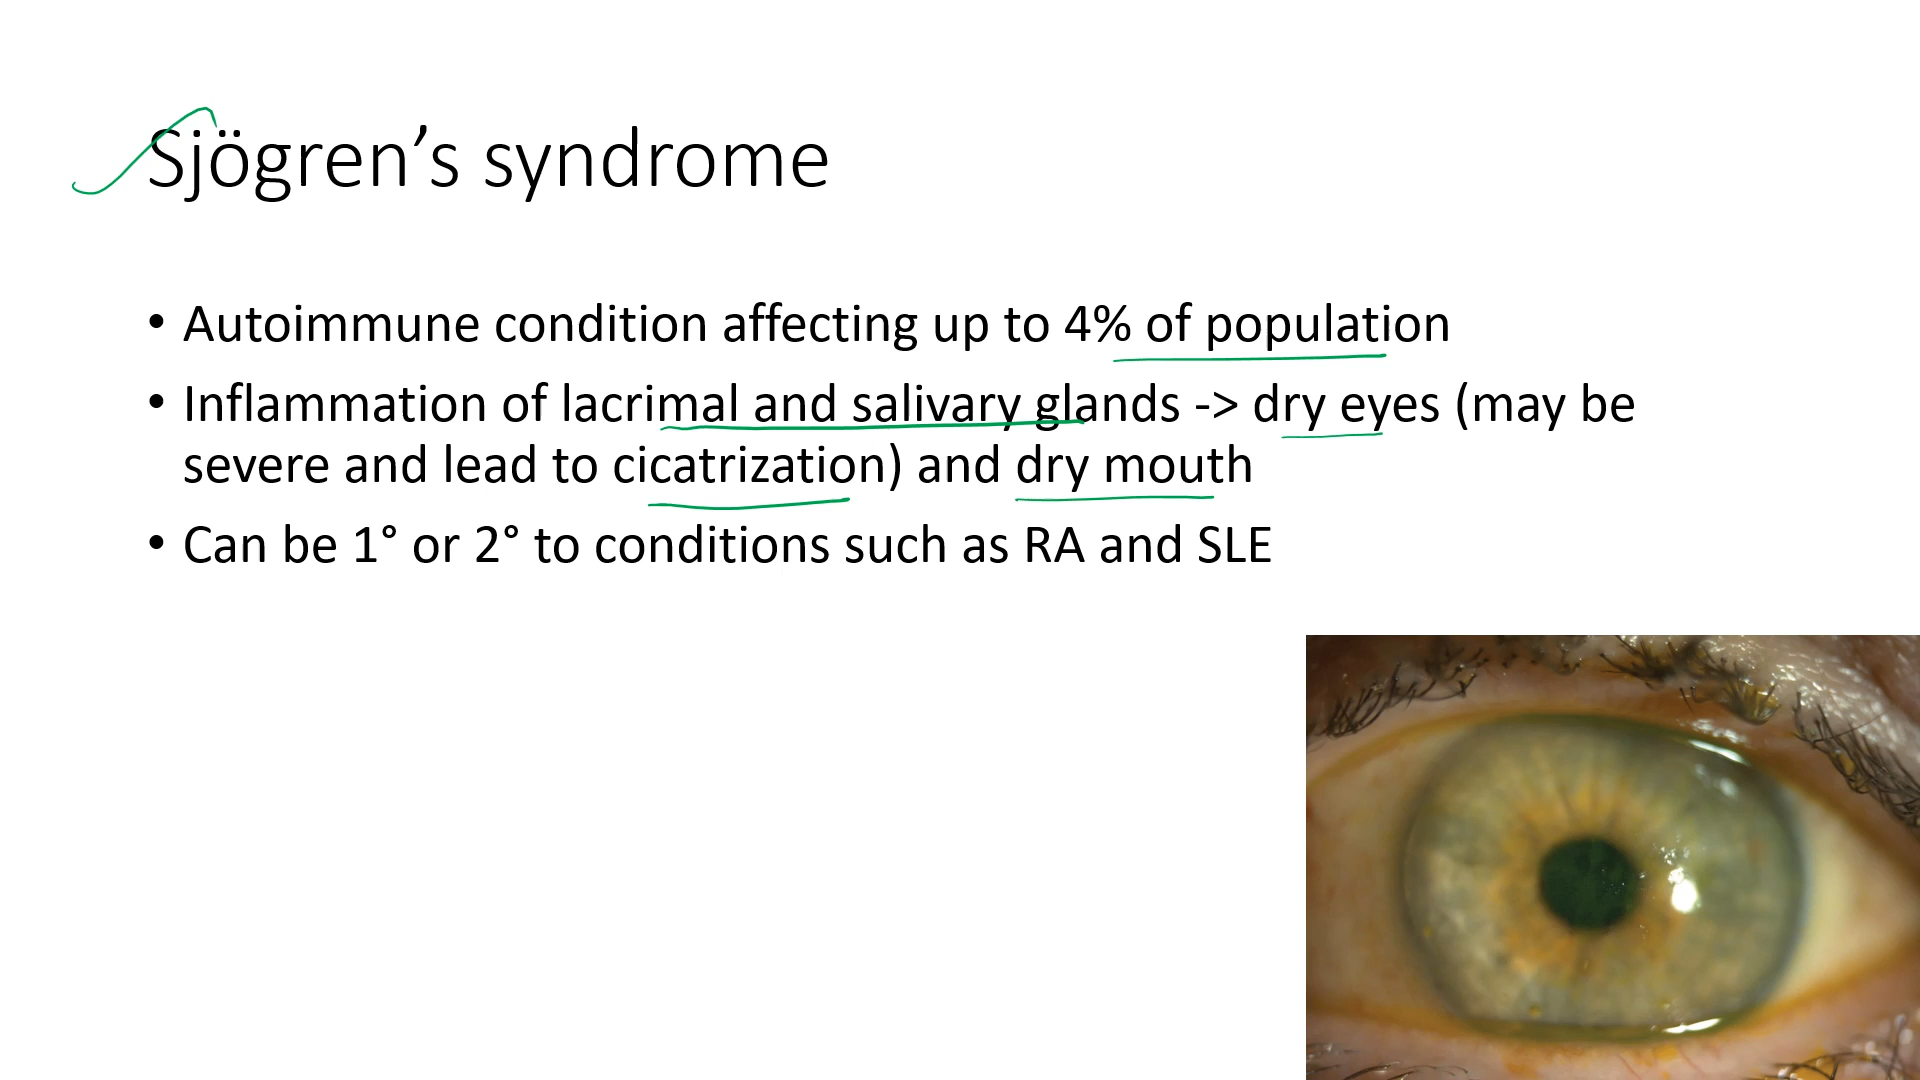 Sjögren’s syndrome
• Autoimmune condition affecting up to 4% of population
• Inflammation of lacrimal and salivary glands -> dry eyes (may be
severe and lead to cicatrization) and dry mouth
• Can be 1° or 2° to conditions such as RA and SLE